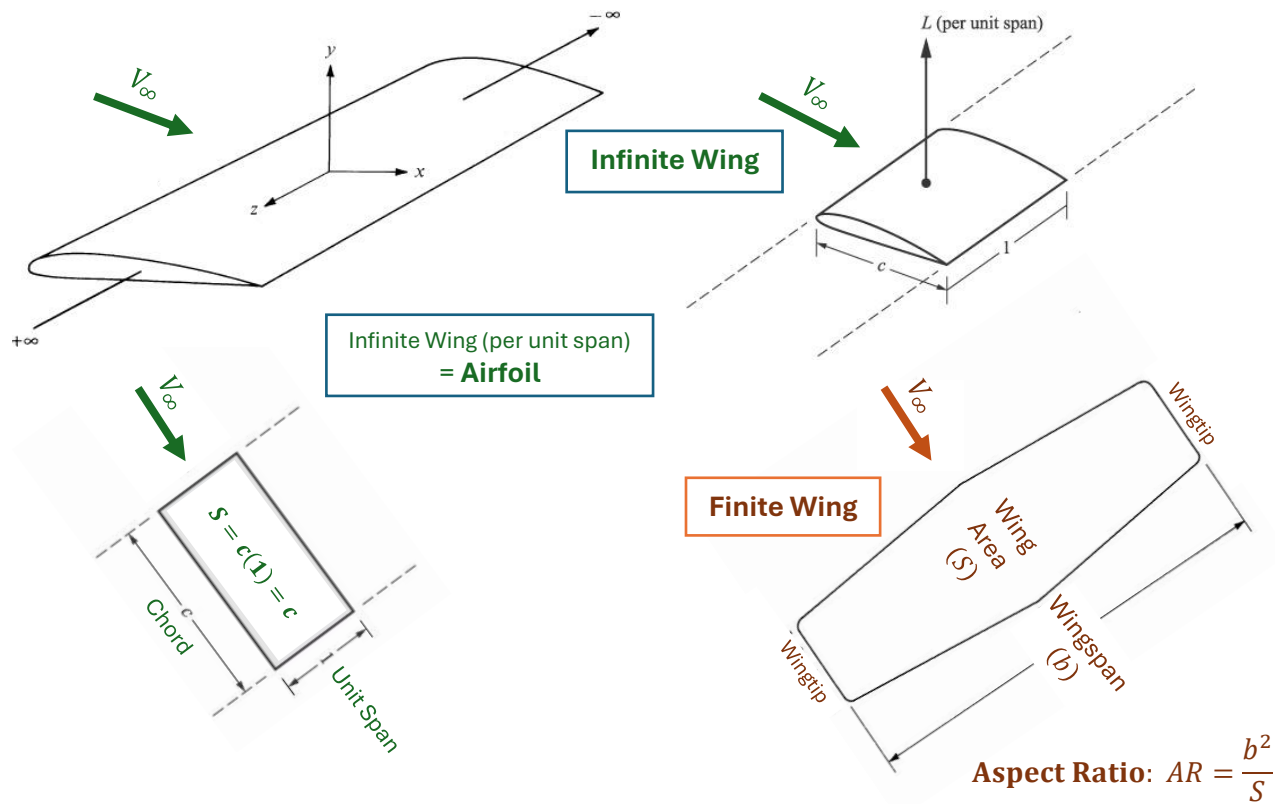 −∞
y
V∞
x
z
+∞
Infinite Wing
L (per unit span)
V∞
c
1
Infinite Wing (per unit span)
= Airfoil
V∞
S = c(1) = c
c
Chord
Unit Span
V∞
Finite Wing
Wingtip
Wing
Area
(S)
Wingspan
(b)
Wingtip
Aspect Ratio: AR = b²/S